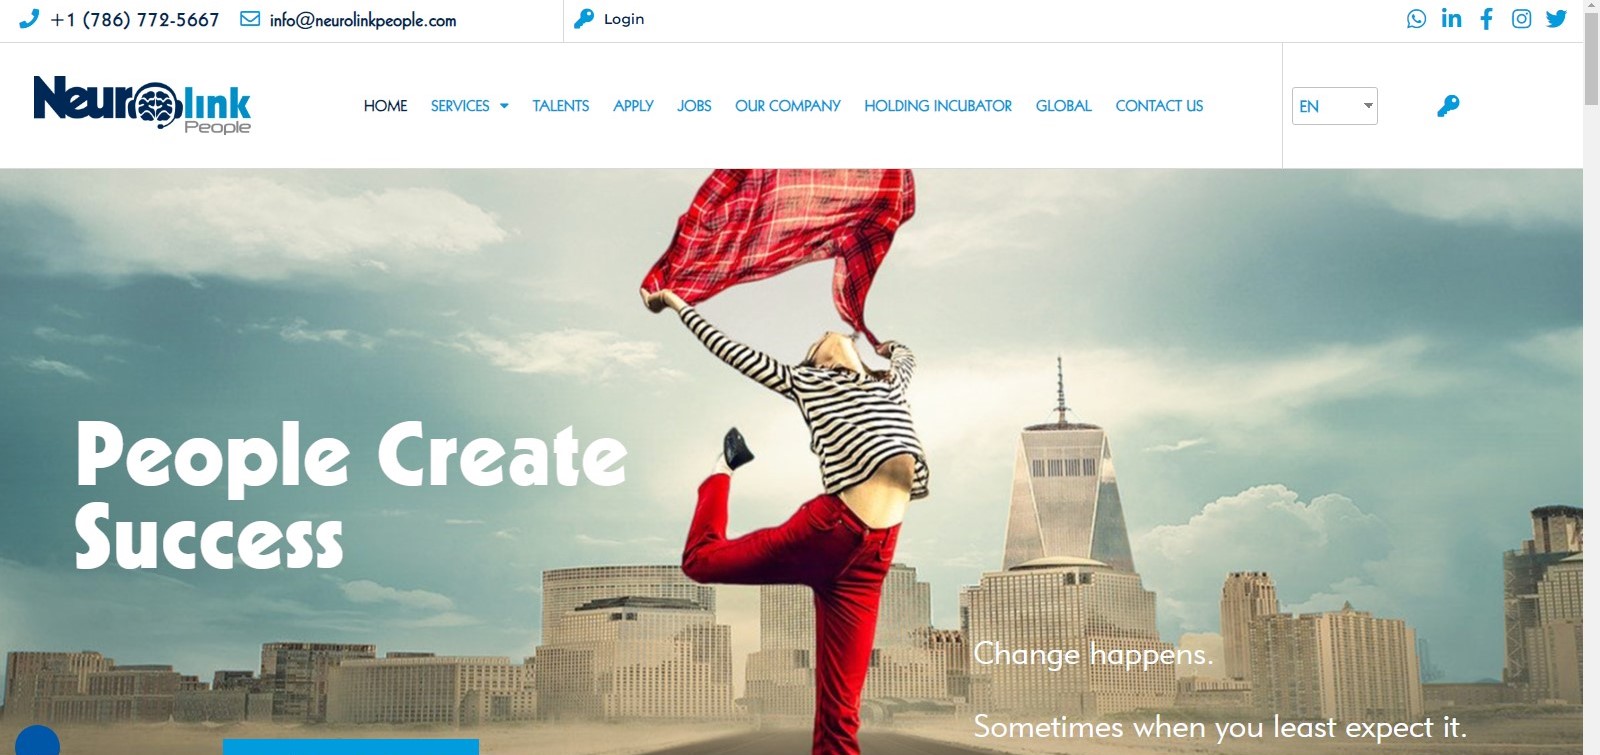 +1 (786) 772-5667 info@neurolinkpeople.com Login
Neurolink
People
HOME SERVICES TALENTS APPLY JOBS OUR COMPANY HOLDING INCUBATOR GLOBAL CONTACT US EN
People Create
Success
Change happens.
Sometimes when you least expect it.